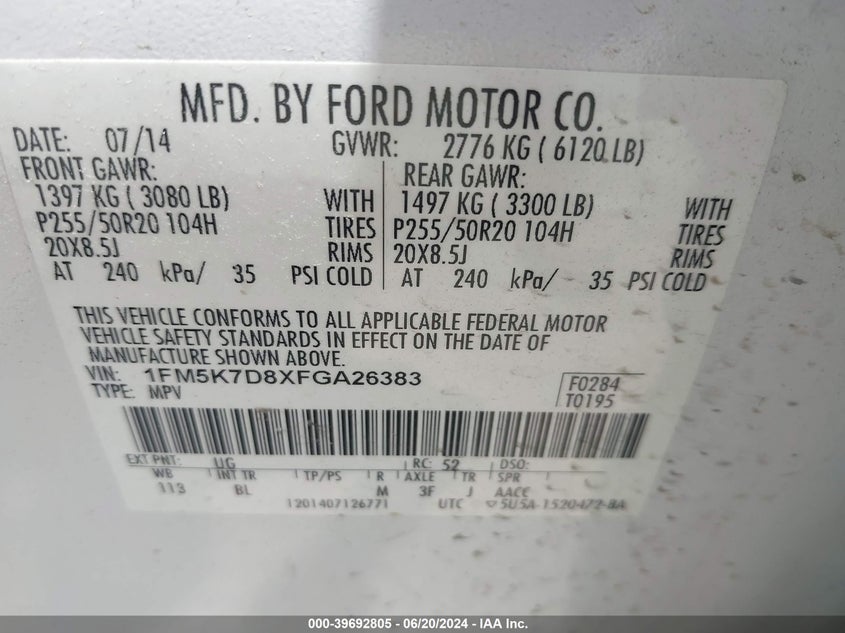 MFD. BY FORD MOTOR CO.
DATE: 07/14 GVWR: 2776 KG ( 6120 LB)
FRONT GAWR: REAR GAWR:
1397 KG ( 3080 LB) WITH 1497 KG ( 3300 LB) WITH
P255/50R20 104H TIRES P255/50R20 104H TIRES
20X8.5J RIMS 20X8.5J RIMS
AT 240 kPa/ 35 PSI COLD AT 240 kPa/ 35 PSI COLD
THIS VEHICLE CONFORMS TO ALL APPLICABLE FEDERAL MOTOR
VEHICLE SAFETY STANDARDS IN EFFECT ON THE DATE OF
MANUFACTURE SHOWN ABOVE.
VIN: 1FM5K7D8XFGA26383 F0284
TYPE: MPV T0195
EXT PNT: UG RC: 52 DSO:
WB INT TR TP/PS R AXLE TR SPR
113 BL M 3F J AACC
1201407126771 UTC 5U5A-1520472-BA
000-39692805 - 06/20/2024 - IAA Inc.